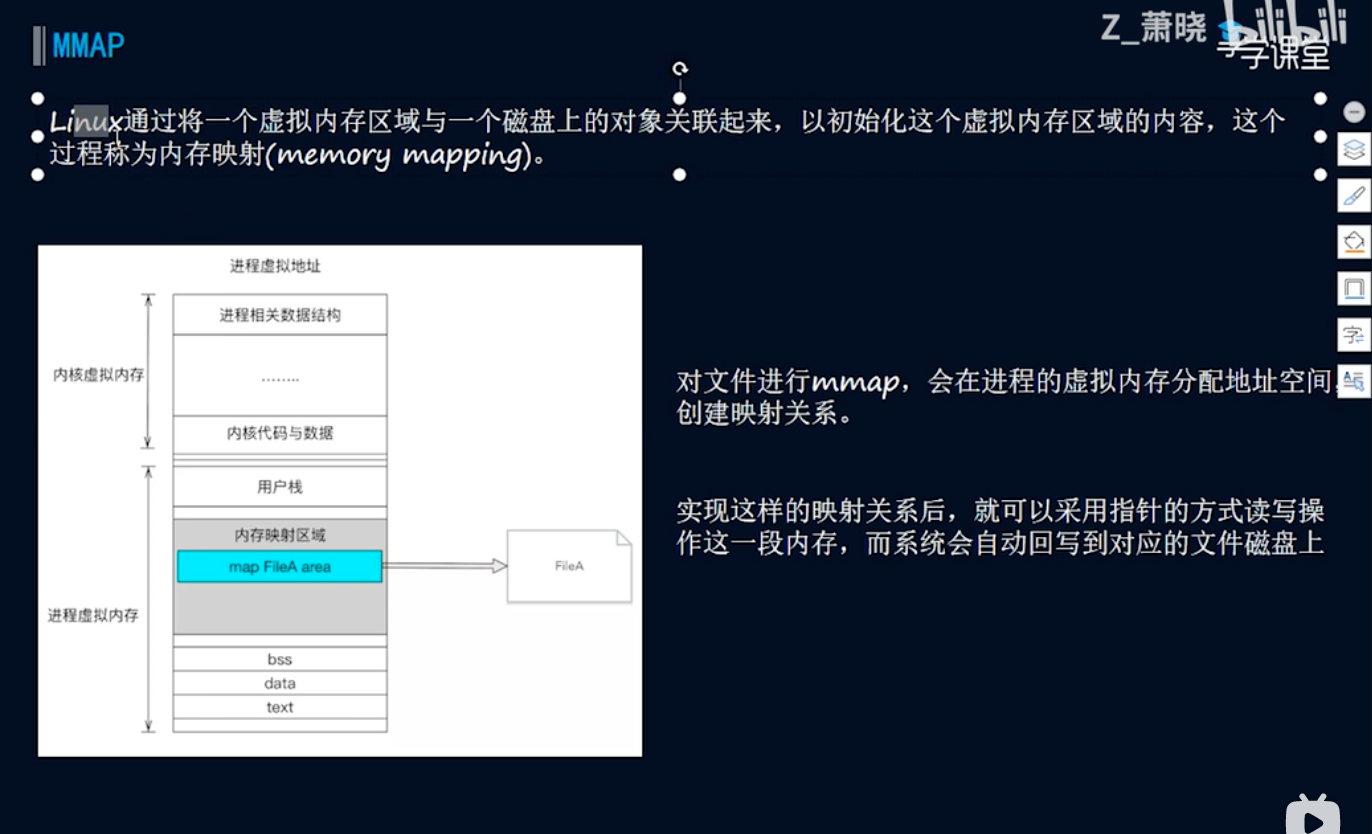 MMAP
Z_萧晓 bilibili
享学课堂
Linux通过将一个虚拟内存区域与一个磁盘上的对象关联起来，以初始化这个虚拟内存区域的内容，这个
过程称为内存映射(memory mapping)。
进程虚拟地址
进程相关数据结构
内核虚拟内存
........
内核代码与数据
用户栈
内存映射区域
map FileA area
FileA
进程虚拟内存
bss
data
text
对文件进行mmap，会在进程的虚拟内存分配地址空间，
创建映射关系。
实现这样的映射关系后，就可以采用指针的方式读写操
作这一段内存，而系统会自动回写到对应的文件磁盘上
字
A